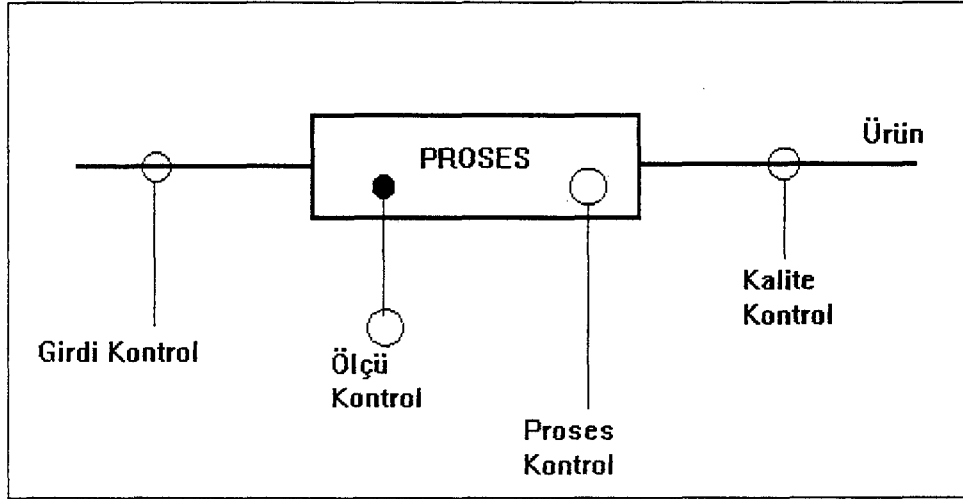 Ürün
PROSES
Kalite
Kontrol
Girdi Kontrol
Ölçü
Kontrol
Proses
Kontrol